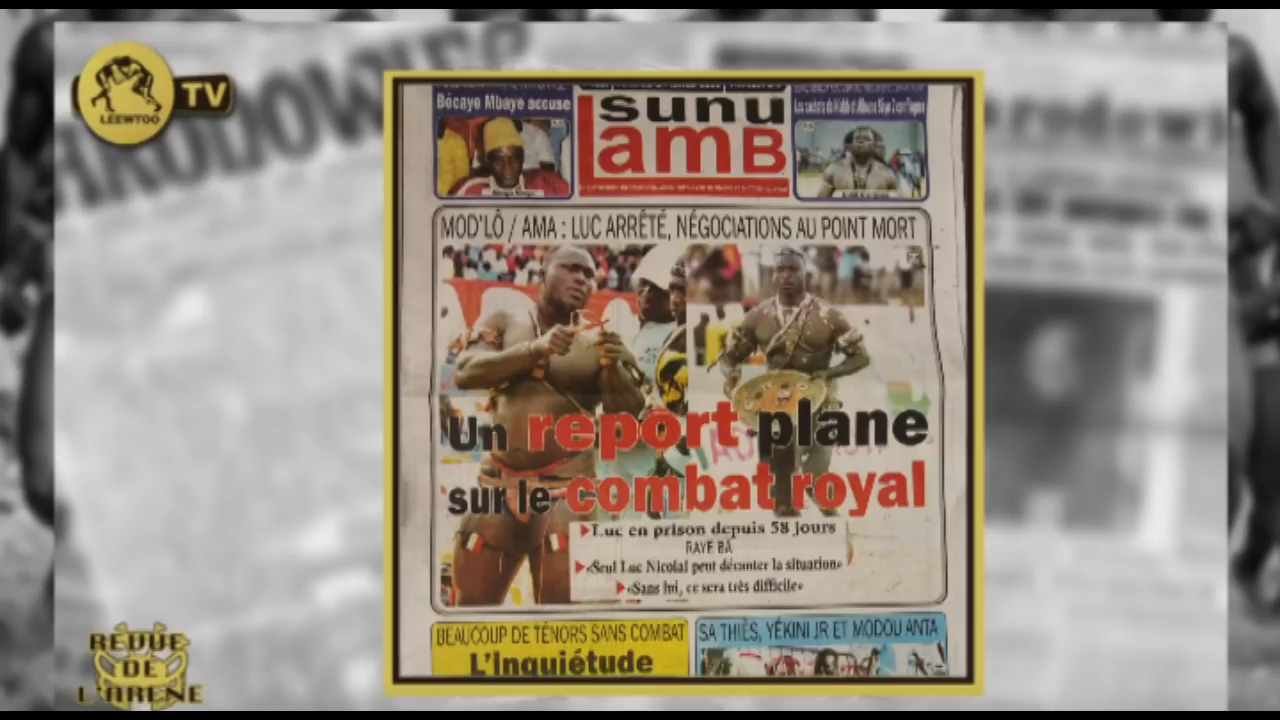 LEEWTOO
TV
Bocaye Mbaye accuse
sunu
lamB
MOD'LÔ / AMA : LUC ARRÊTÉ, NÉGOCIATIONS AU POINT MORT
Un report plane
sur le combat royal
Luc en prison depuis 58 jours
RAYE BÂ
«Seul Luc Nicolaï peut décanter la situation»
«Sans lui, ce sera très difficile»
BEAUCOUP DE TÉNORS SANS COMBAT
L'inquiétude
SA THIÈS, YÉKINI JR ET MODOU ANTA
REVUE
DE
L'ARENE